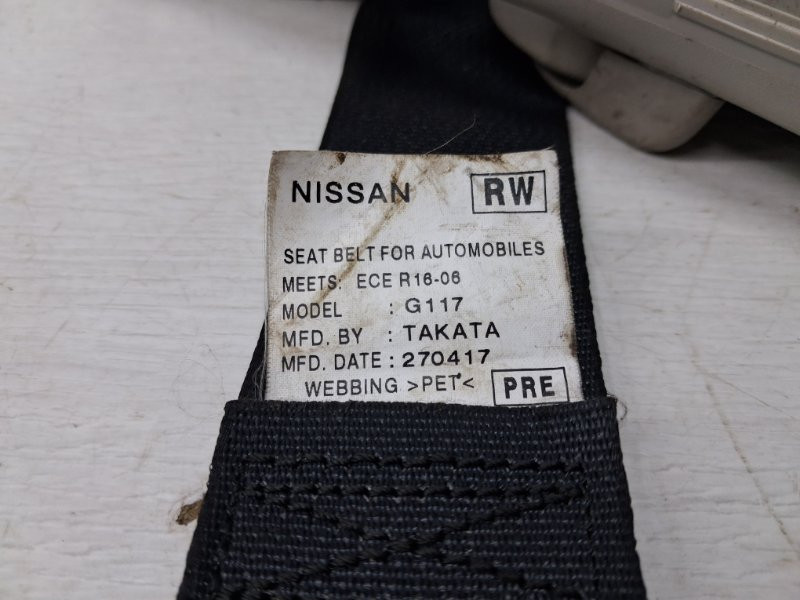 NISSAN RW
SEAT BELT FOR AUTOMOBILES
MEETS: ECE R16-06
MODEL : G117
MFD. BY : TAKATA
MFD. DATE : 270417
WEBBING >PET< PRE